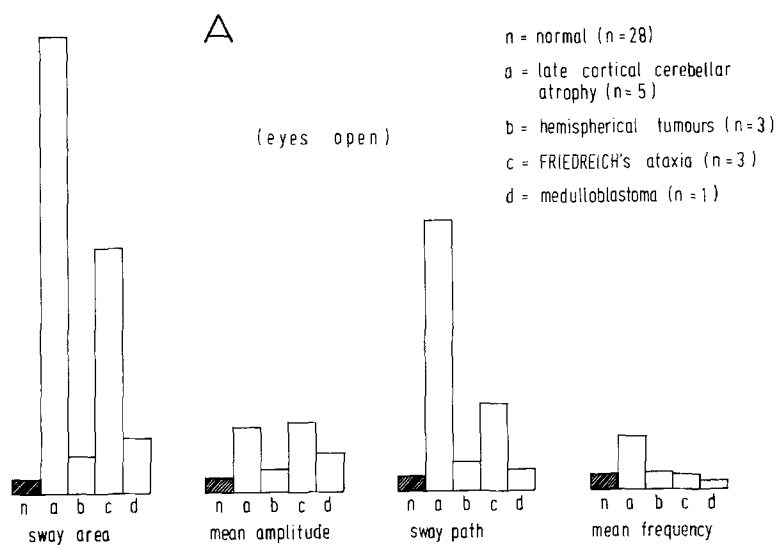 A
n = normal (n=28)
a = late cortical cerebellar
atrophy (n=5)
(eyes open)
b = hemispherical tumours (n=3)
c = FRIEDREICH's ataxia (n=3)
d = medulloblastoma (n=1)
n a b c d
sway area
n a b c d
mean amplitude
n a b c d
sway path
n a b c d
mean frequency